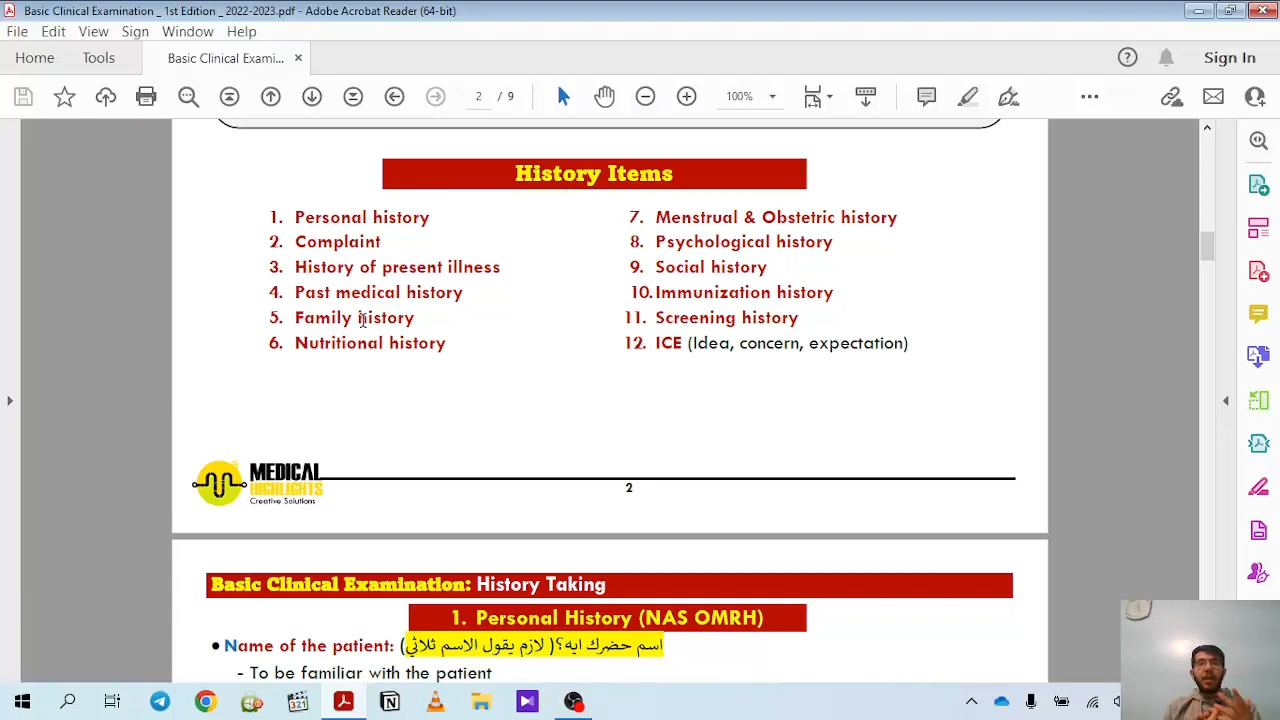 Basic Clinical Examination _ 1st Edition _2022-2023.pdf - Adobe Acrobat Reader (64-bit)
File Edit View Sign Window Help
Home Tools Basic Clinical Exami... × Sign In
2 / 9 100%
History Items
1. Personal history
2. Complaint
3. History of present illness
4. Past medical history
5. Family history
6. Nutritional history
7. Menstrual & Obstetric history
8. Psychological history
9. Social history
10. Immunization history
11. Screening history
12. ICE (Idea, concern, expectation)
MEDICAL
HIGHLIGHTS
Creative Solutions
2
Basic Clinical Examination: History Taking
1. Personal History (NAS OMRH)
• Name of the patient: (اسم حضرك ايه؟( لازم يقول الاسم ثلاثي
- To be familiar with the patient
321